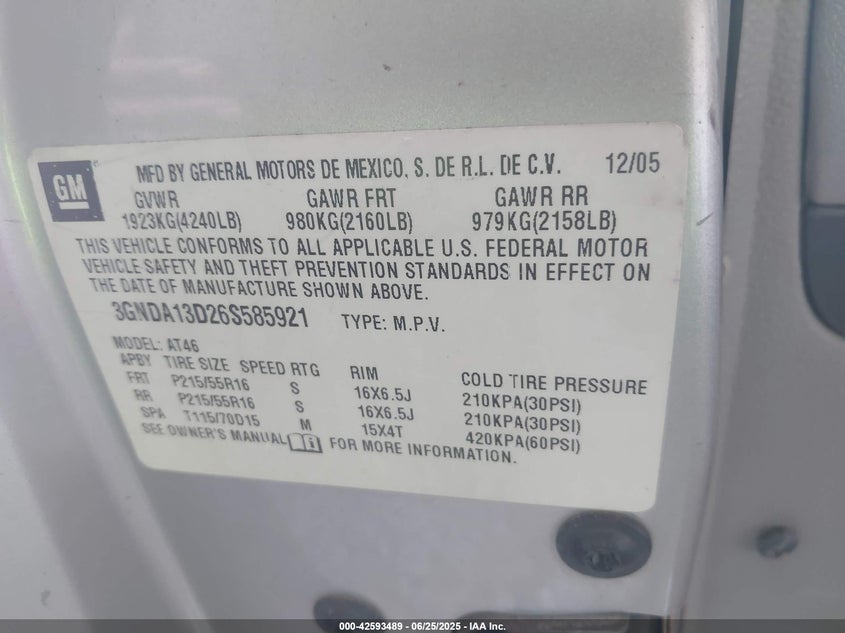 GM
MFD BY GENERAL MOTORS DE MEXICO, S. DE R.L. DE C.V. 12/05
GVWR GAWR FRT GAWR RR
1923KG(4240LB) 980KG(2160LB) 979KG(2158LB)
THIS VEHICLE CONFORMS TO ALL APPLICABLE U.S. FEDERAL MOTOR
VEHICLE SAFETY AND THEFT PREVENTION STANDARDS IN EFFECT ON
THE DATE OF MANUFACTURE SHOWN ABOVE.
3GNDA13D26S585921 TYPE: M.P.V.
MODEL: AT46
APBY TIRE SIZE SPEED RTG RIM COLD TIRE PRESSURE
FRT P215/55R16 S 16X6.5J 210KPA(30PSI)
RR P215/55R16 S 16X6.5J 210KPA(30PSI)
SPA T115/70D15 M 15X4T 420KPA(60PSI)
SEE OWNER'S MANUAL FOR MORE INFORMATION.
000-42593489 - 06/25/2025 - IAA Inc.